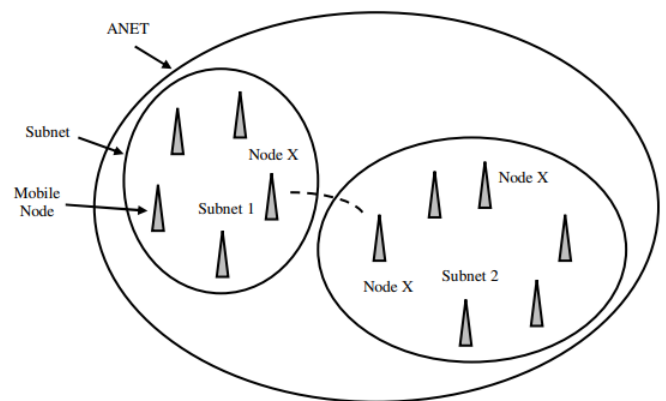 ANET
Subnet
Node X
Mobile
Node
Subnet 1
Node X
Node X
Subnet 2